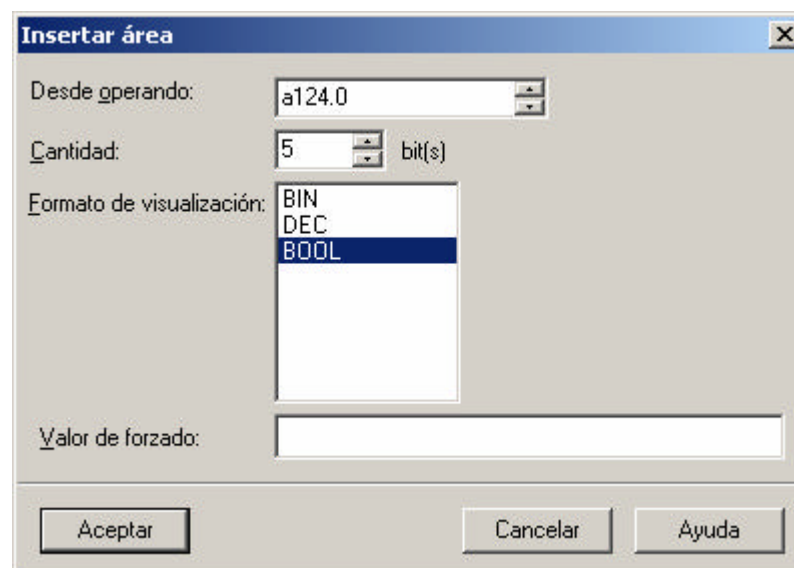 Insertar área
Desde operando: a124.0
Cantidad: 5 bit(s)
Formato de visualización: BIN
DEC
BOOL
Valor de forzado:
Aceptar Cancelar Ayuda